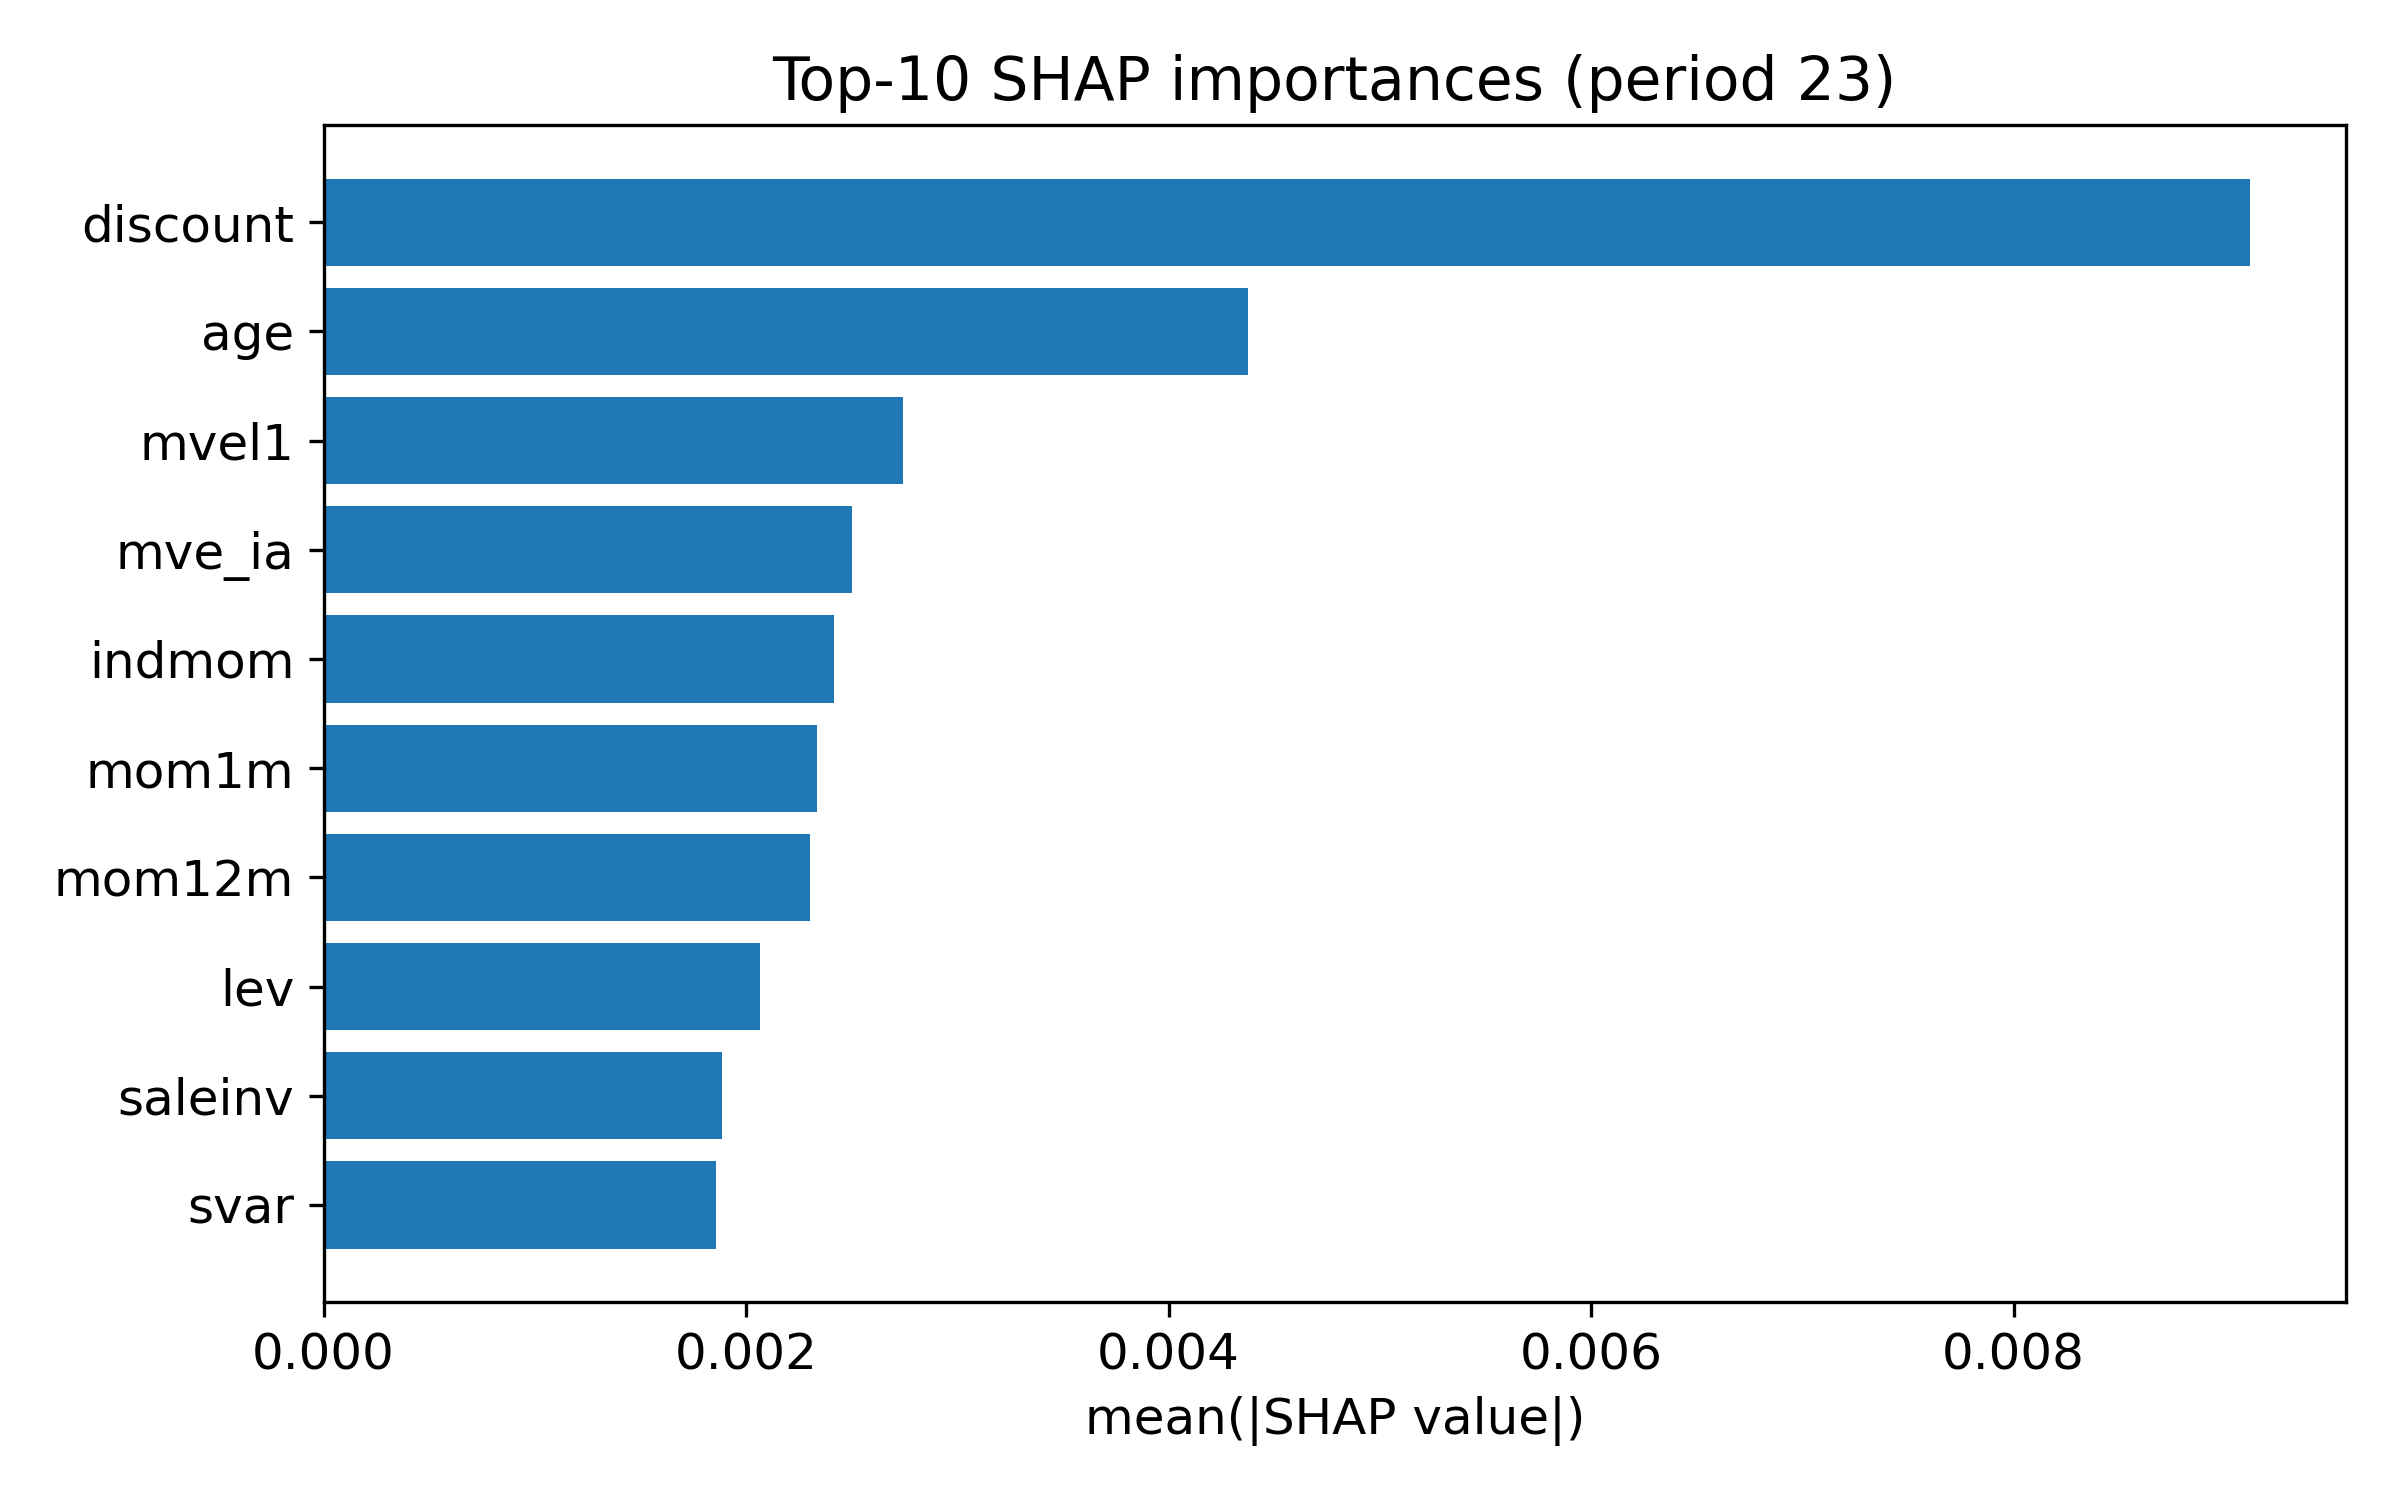 Top-10 SHAP importances (period 23)
discount
age
mvel1
mve_ia
indmom
mom1m
mom12m
lev
saleinv
svar
0.000 0.002 0.004 0.006 0.008
mean(|SHAP value|)